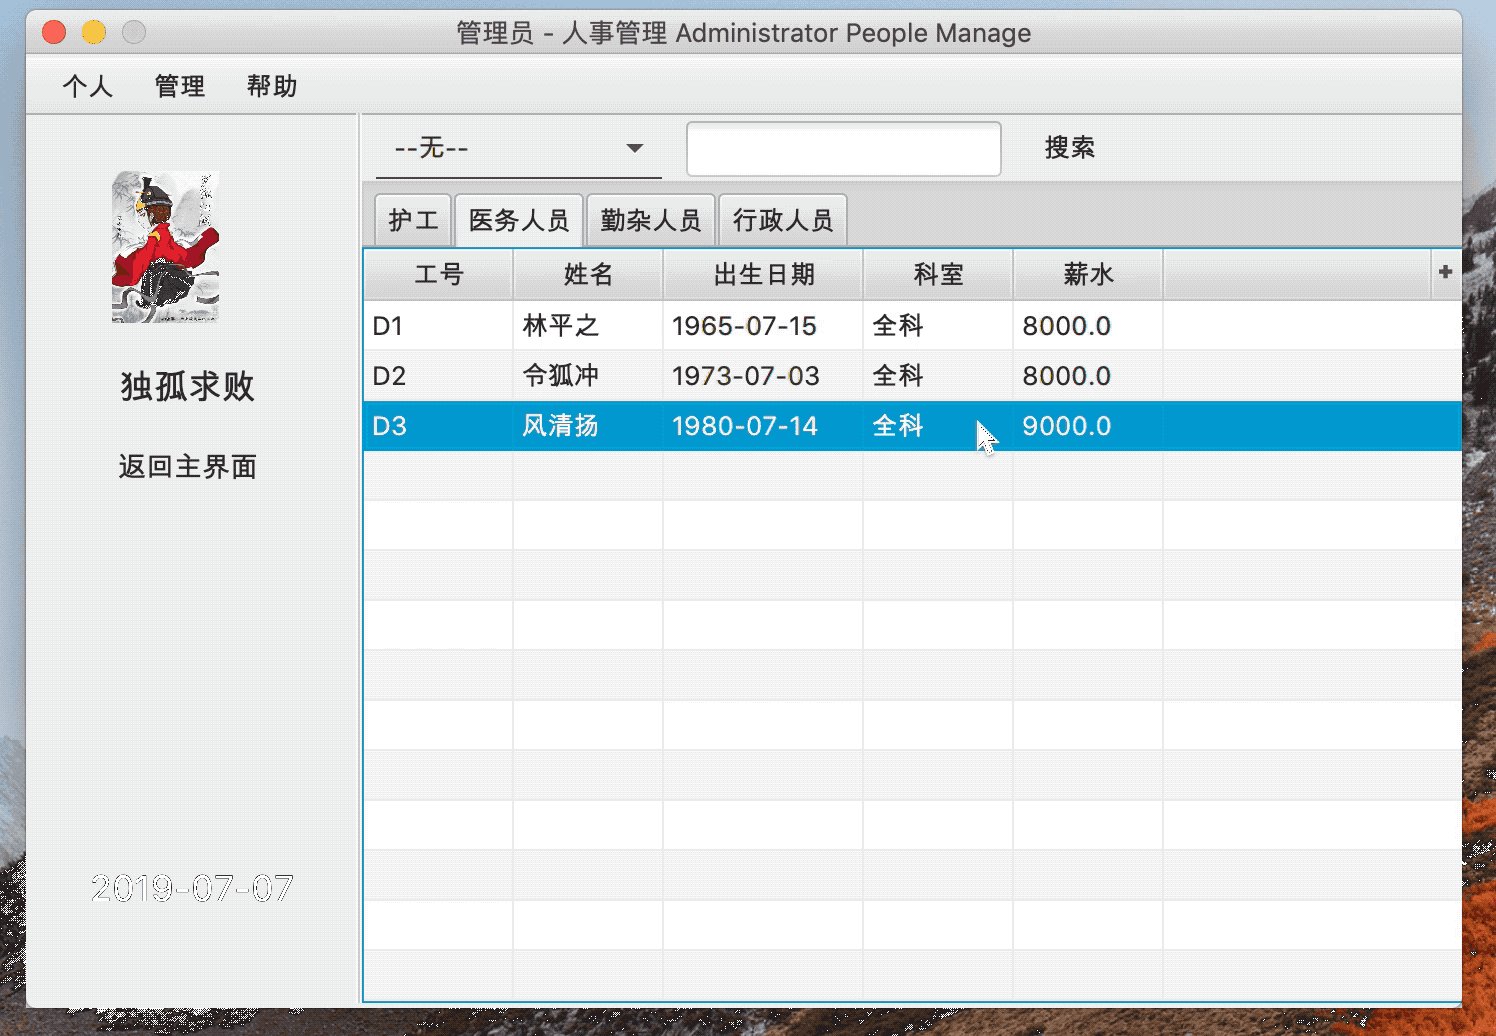 管理员 - 人事管理 Administrator People Manage
个人 管理 帮助
--无-- 搜索
护工 医务人员 勤杂人员 行政人员
工号 姓名 出生日期 科室 薪水 +
D1 林平之 1965-07-15 全科 8000.0
D2 令狐冲 1973-07-03 全科 8000.0
D3 风清扬 1980-07-14 全科 9000.0
独孤求败
返回主界面
2019-07-07